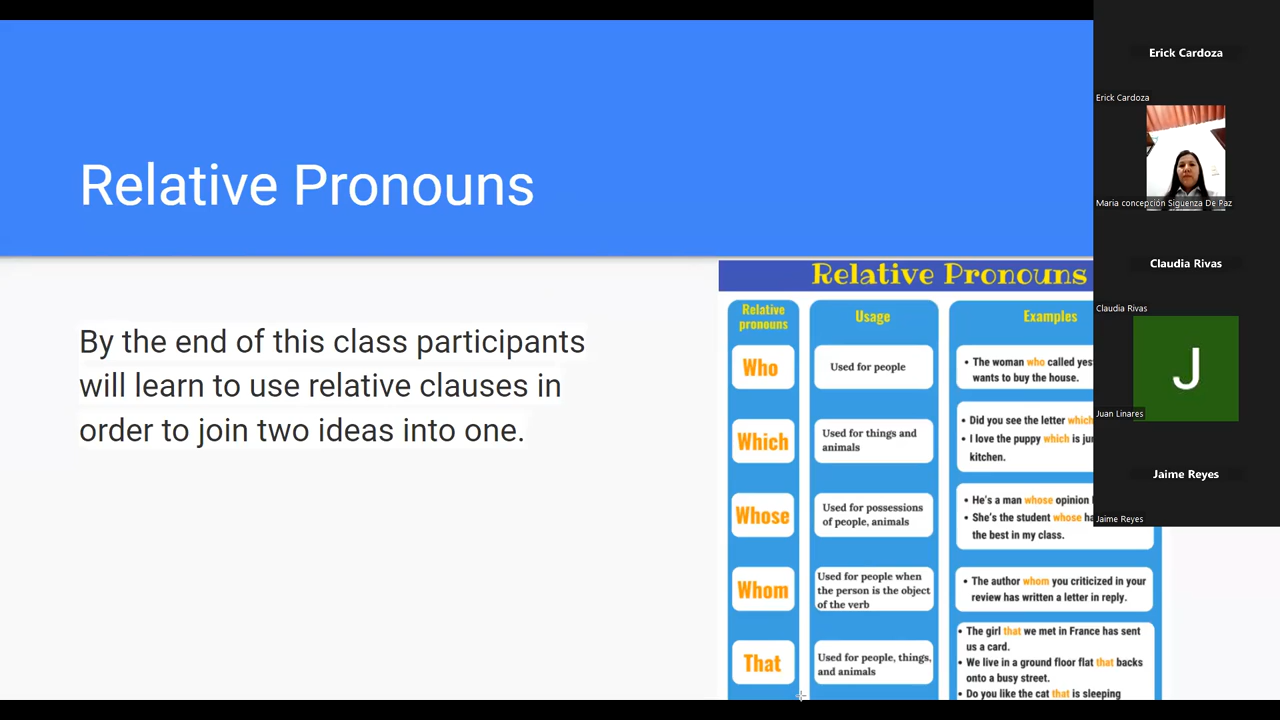 Relative Pronouns
By the end of this class participants
will learn to use relative clauses in
order to join two ideas into one.
Relative Pronouns
Relative
pronouns
Usage
Examples
Who
Used for people
• The woman who called yes
wants to buy the house.
Which
Used for things and
animals
• Did you see the letter which
• I love the puppy which is ju
kitchen.
Whose
Used for possessions
of people, animals
• He's a man whose opinion
• She's the student whose ha
the best in my class.
Whom
Used for people when
the person is the object
of the verb
• The author whom you criticized in your
review has written a letter in reply.
That
Used for people, things,
and animals
• The girl that we met in France has sent
us a card.
• We live in a ground floor flat that backs
onto a busy street.
• Do you like the cat that is sleeping
Erick Cardoza
Erick Cardoza
Maria concepción Sigüenza De Paz
Claudia Rivas
Claudia Rivas
J
Juan Linares
Jaime Reyes
Jaime Reyes